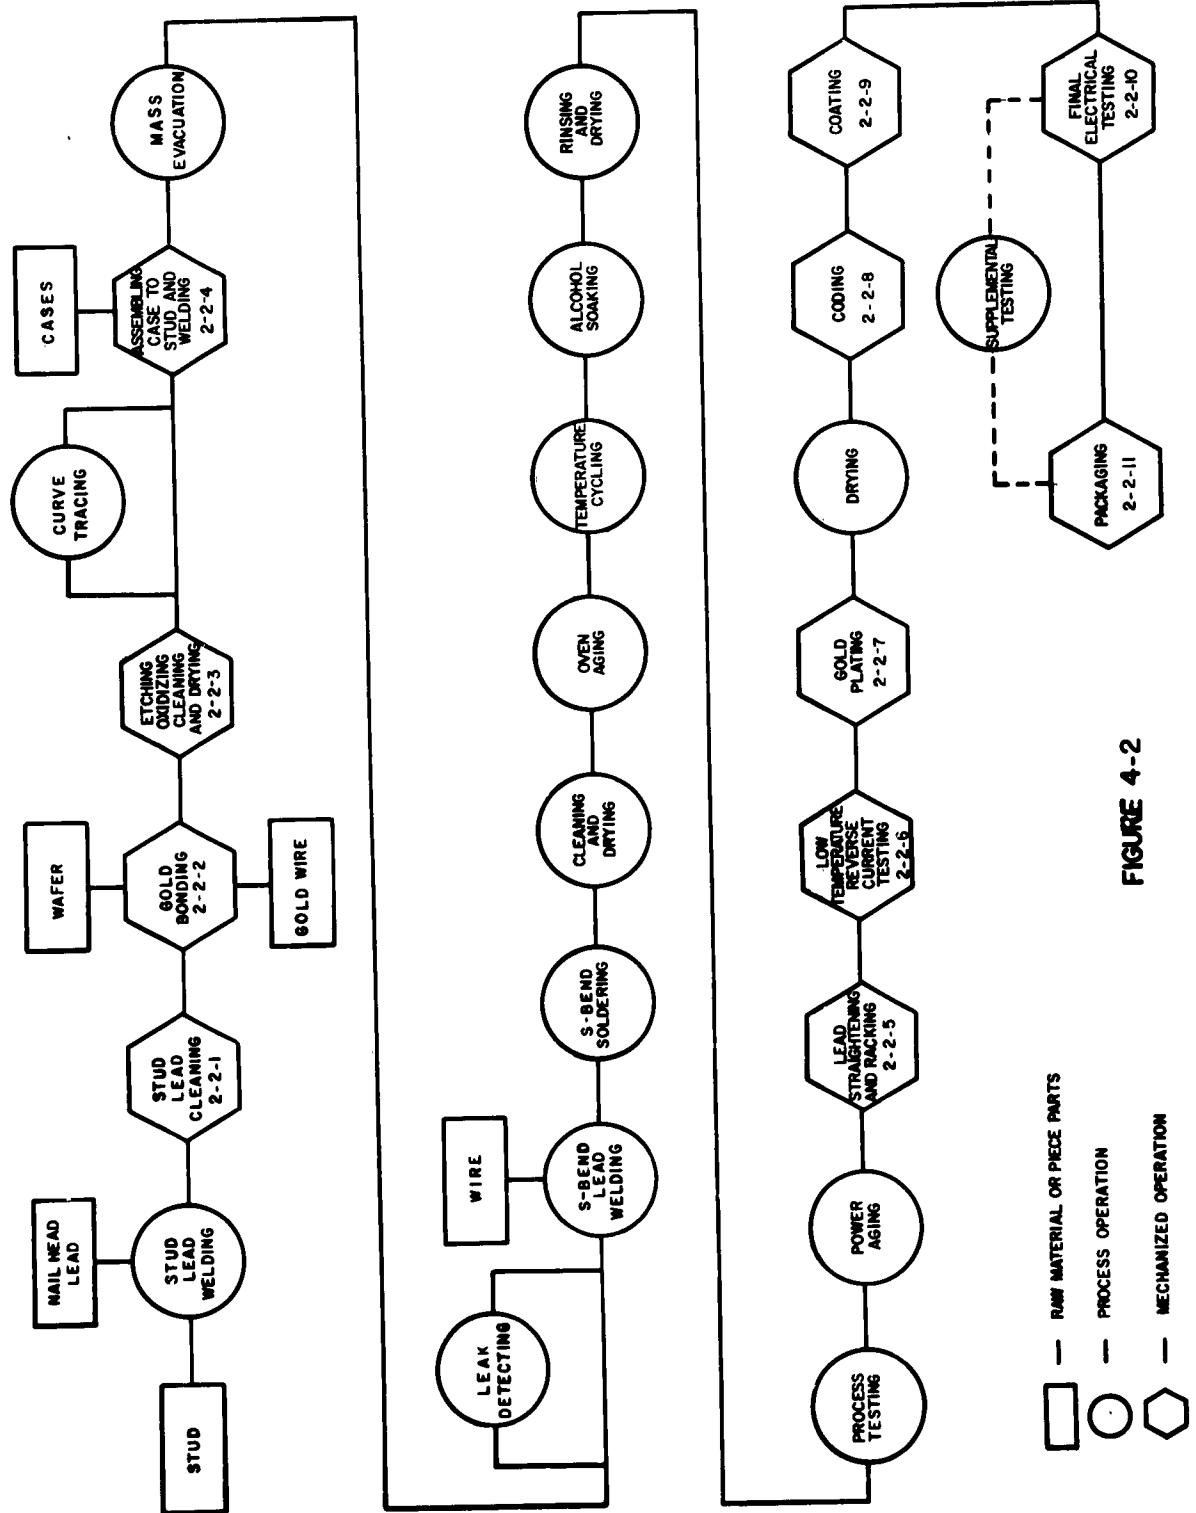 STUD
NAIL HEAD
LEAD
STUD
LEAD
WELDING
STUD
LEAD
CLEANING
2-2-1
WAFER
GOLD
BONDING
2-2-2
GOLD WIRE
ETCHING
OXIDIZING
CLEANING
AND DRYING
2-2-3
CURVE
TRACING
CASES
ASSEMBLING
CASE TO
STUD AND
WELDING
2-2-4
MASS
EVACUATION
LEAK
DETECTING
WIRE
S-BEND
LEAD
WELDING
S-BEND
SOLDERING
CLEANING
AND
DRYING
OVEN
AGING
TEMPERATURE
CYCLING
ALCOHOL
SOAKING
RINSING
AND
DRYING
PROCESS
TESTING
POWER
AGING
LEAD
STRAIGHTENING
AND RACKING
2-2-5
LOW
TEMPERATURE
REVERSE
CURRENT
TESTING
2-2-6
GOLD
PLATING
2-2-7
DRYING
CODING
2-2-8
COATING
2-2-9
SUPPLEMENTAL
TESTING
FINAL
ELECTRICAL
TESTING
2-2-10
PACKAGING
2-2-11
— RAW MATERIAL OR PIECE PARTS
— PROCESS OPERATION
— MECHANIZED OPERATION
FIGURE 4-2